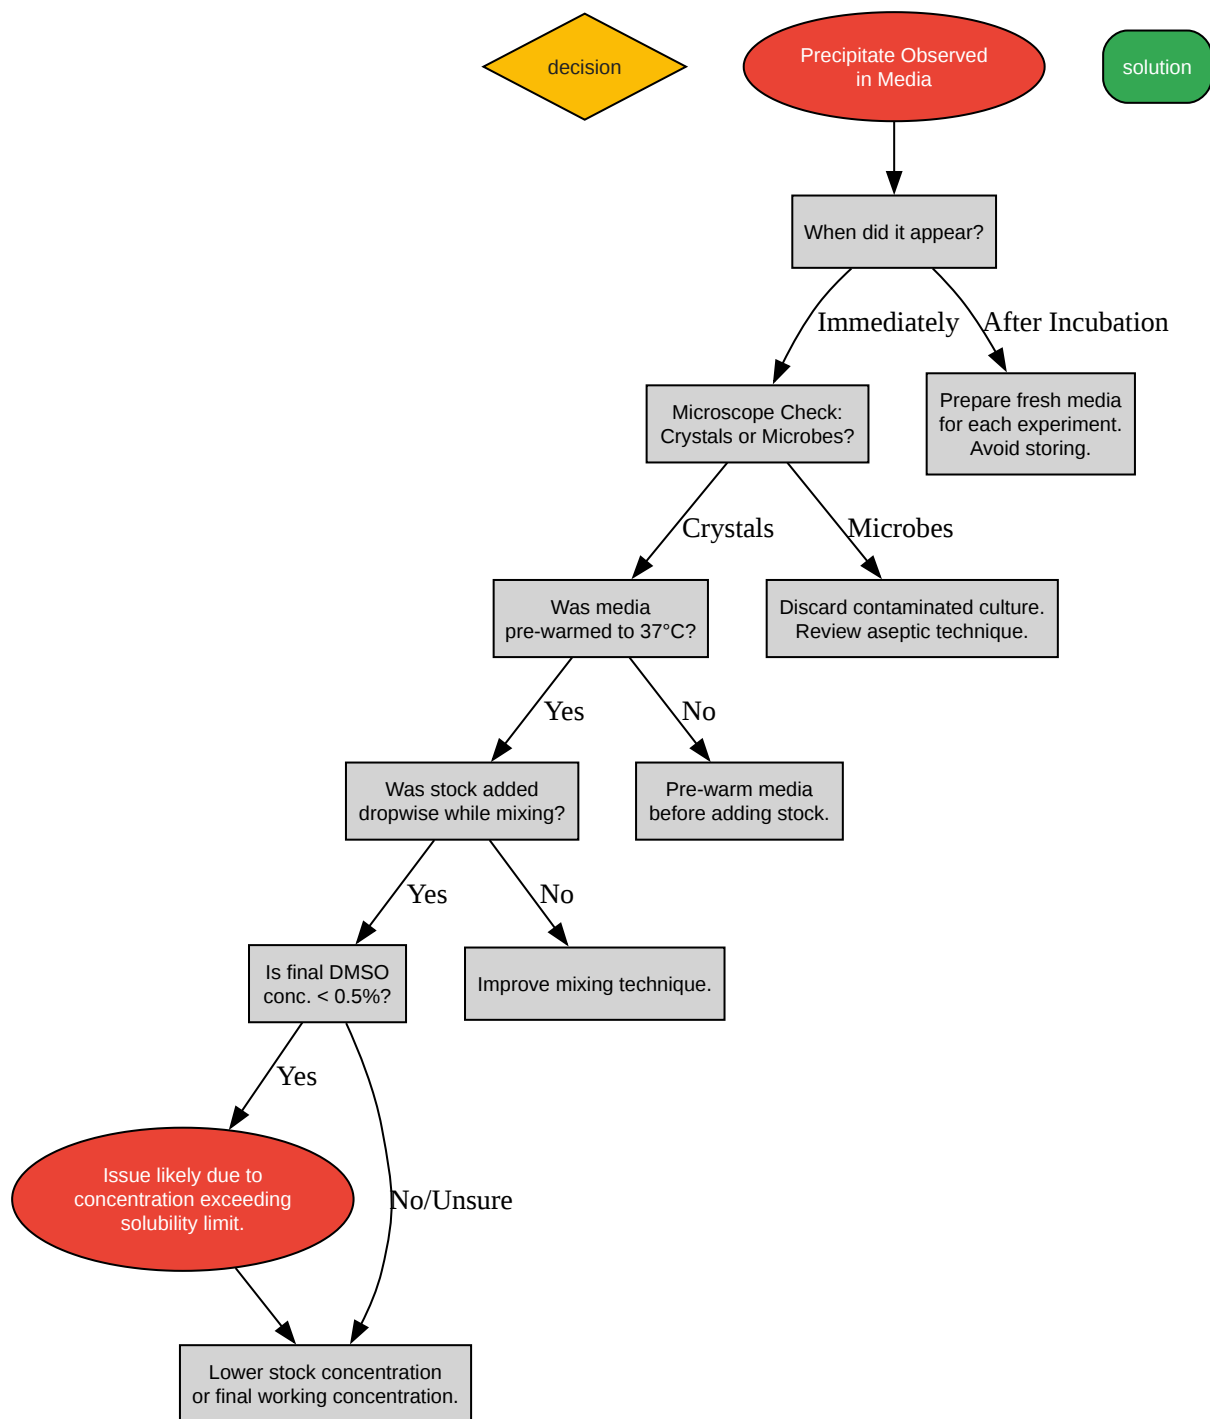 decision
Precipitate Observed
in Media
solution
When did it appear?
Immediately
After Incubation
Microscope Check:
Crystals or Microbes?
Prepare fresh media
for each experiment.
Avoid storing.
Crystals
Microbes
Was media
pre-warmed to 37°C?
Discard contaminated culture.
Review aseptic technique.
Yes
No
Was stock added
dropwise while mixing?
Pre-warm media
before adding stock.
Yes
No
Is final DMSO
conc. < 0.5%?
Improve mixing technique.
Yes
Issue likely due to
concentration exceeding
solubility limit.
No/Unsure
Lower stock concentration
or final working concentration.